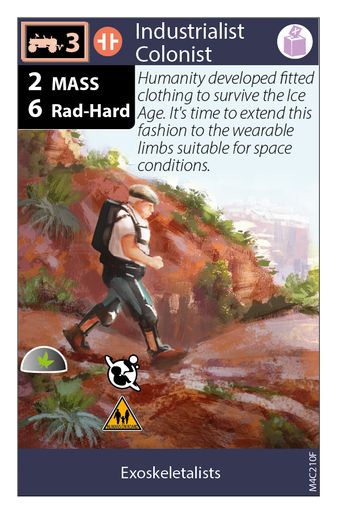 3
Industrialist
Colonist
2 MASS
6 Rad-Hard
Humanity developed fitted
clothing to survive the Ice
Age. It's time to extend this
fashion to the wearable
limbs suitable for space
conditions.
Exoskeletalists
M4C210F